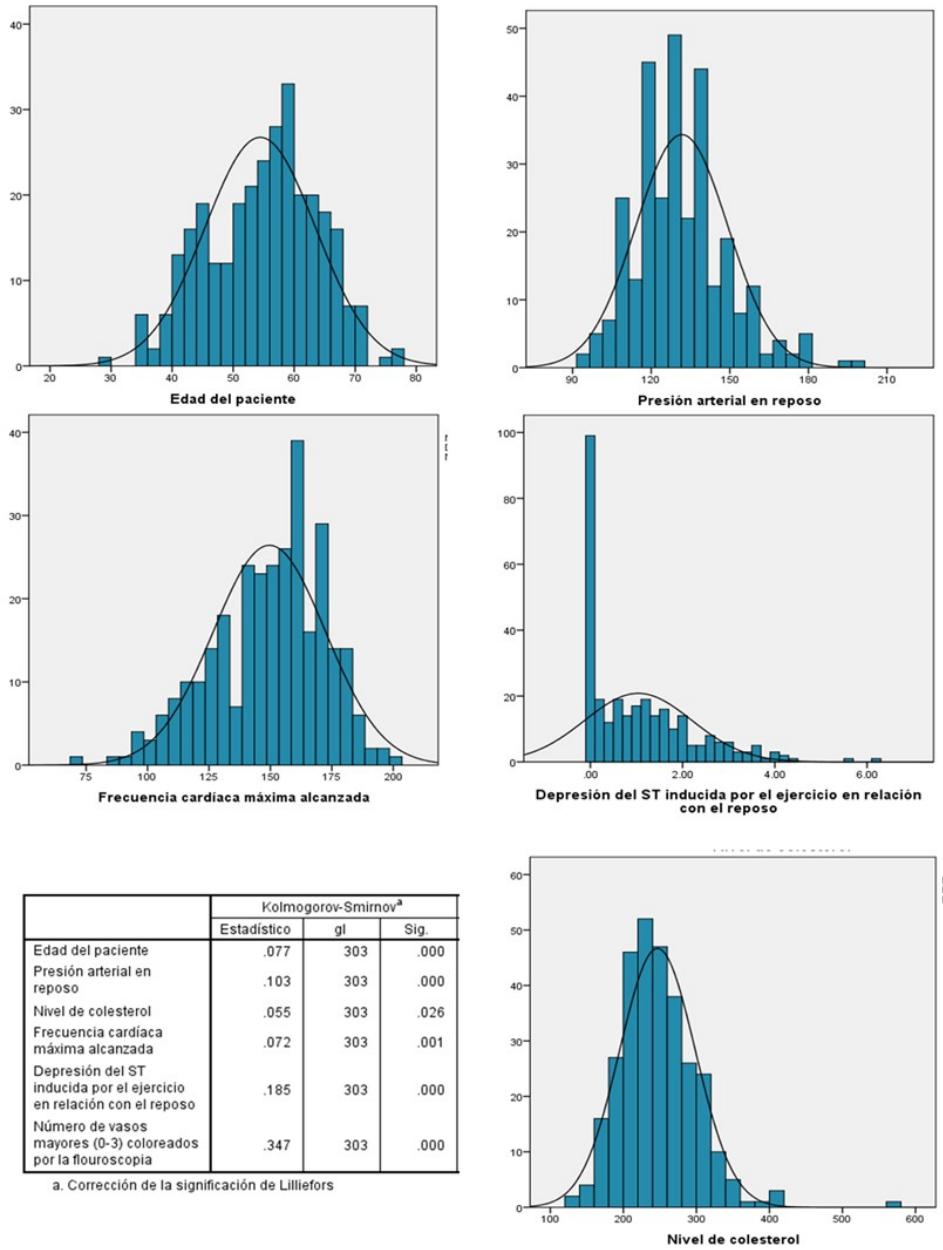 40
30
20
10
0
20 30 40 50 60 70 80
Edad del paciente
50
40
30
20
10
0
90 120 150 180 210
Presión arterial en reposo
40
30
20
10
0
75 100 125 150 175 200
Frecuencia cardíaca máxima alcanzada
100
80
60
40
20
0
.00 2.00 4.00 6.00
Depresión del ST inducida por el ejercicio en relación
con el reposo
Kolmogorov-Smirnov a
Estadístico gl Sig.
Edad del paciente .077 303 .000
Presión arterial en
reposo .103 303 .000
Nivel de colesterol .055 303 .026
Frecuencia cardíaca
máxima alcanzada .072 303 .001
Depresión del ST
inducida por el ejercicio .185 303 .000
en relación con el reposo
Número de vasos
mayores (0-3) coloreados .347 303 .000
por la flouroscopia
a. Corrección de la significación de Lilliefors
60
50
40
30
20
10
0
100 200 300 400 500 600
Nivel de colesterol